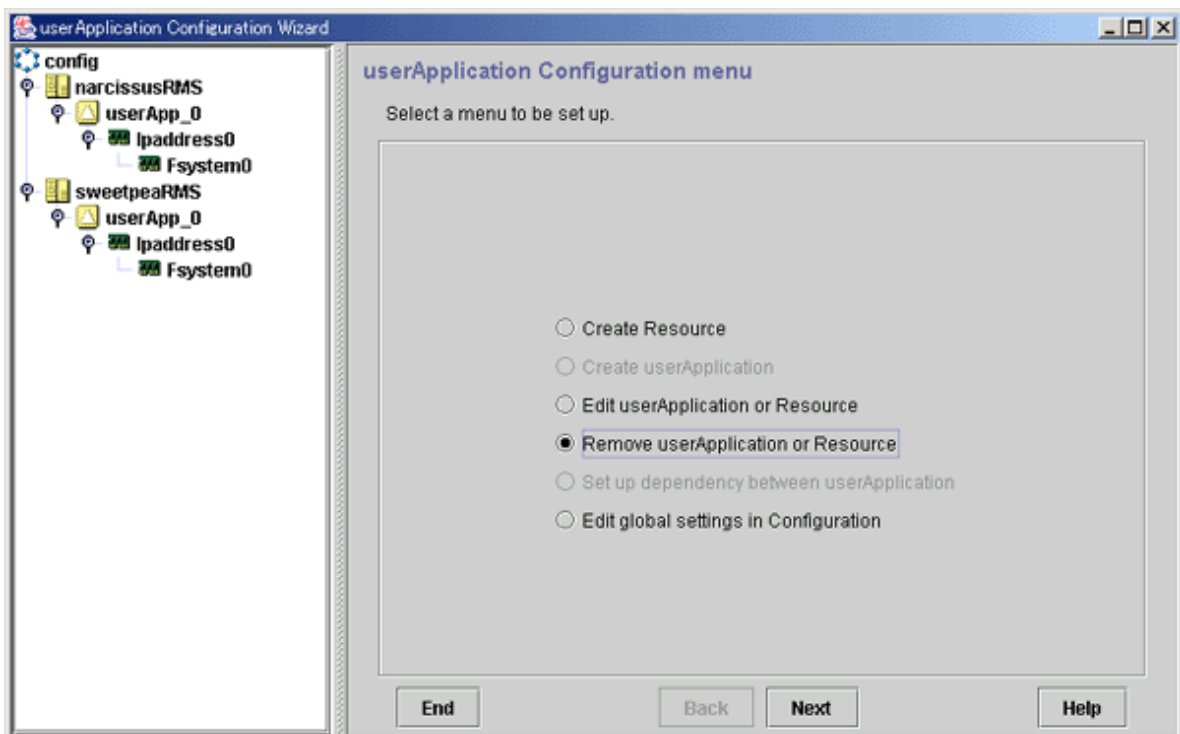 userApplication Configuration Wizard
config
narcissusRMS
userApp_0
Ipaddress0
Fsystem0
sweetpeaRMS
userApp_0
Ipaddress0
Fsystem0
userApplication Configuration menu
Select a menu to be set up.
Create Resource
Create userApplication
Edit userApplication or Resource
Remove userApplication or Resource
Set up dependency between userApplication
Edit global settings in Configuration
End
Back
Next
Help